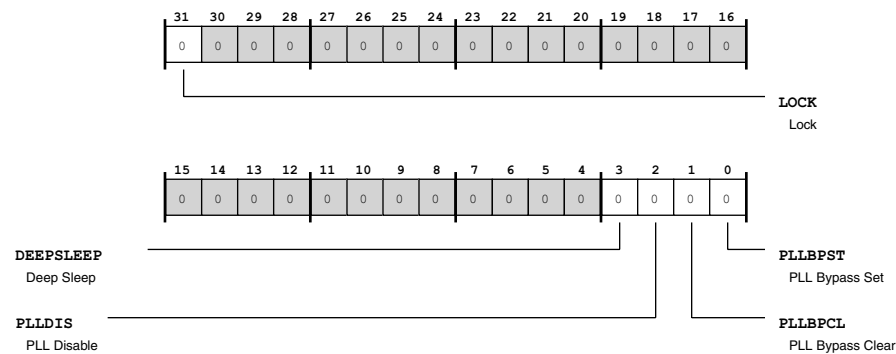 31 30 29 28 27 26 25 24 23 22 21 20 19 18 17 16
0 0 0 0 0 0 0 0 0 0 0 0 0 0 0 0
LOCK
Lock
15 14 13 12 11 10 9 8 7 6 5 4 3 2 1 0
0 0 0 0 0 0 0 0 0 0 0 0 0 0 0 0
DEEPSLEEP
Deep Sleep
PLLBPST
PLL Bypass Set
PLLDIS
PLL Disable
PLLBPCL
PLL Bypass Clear